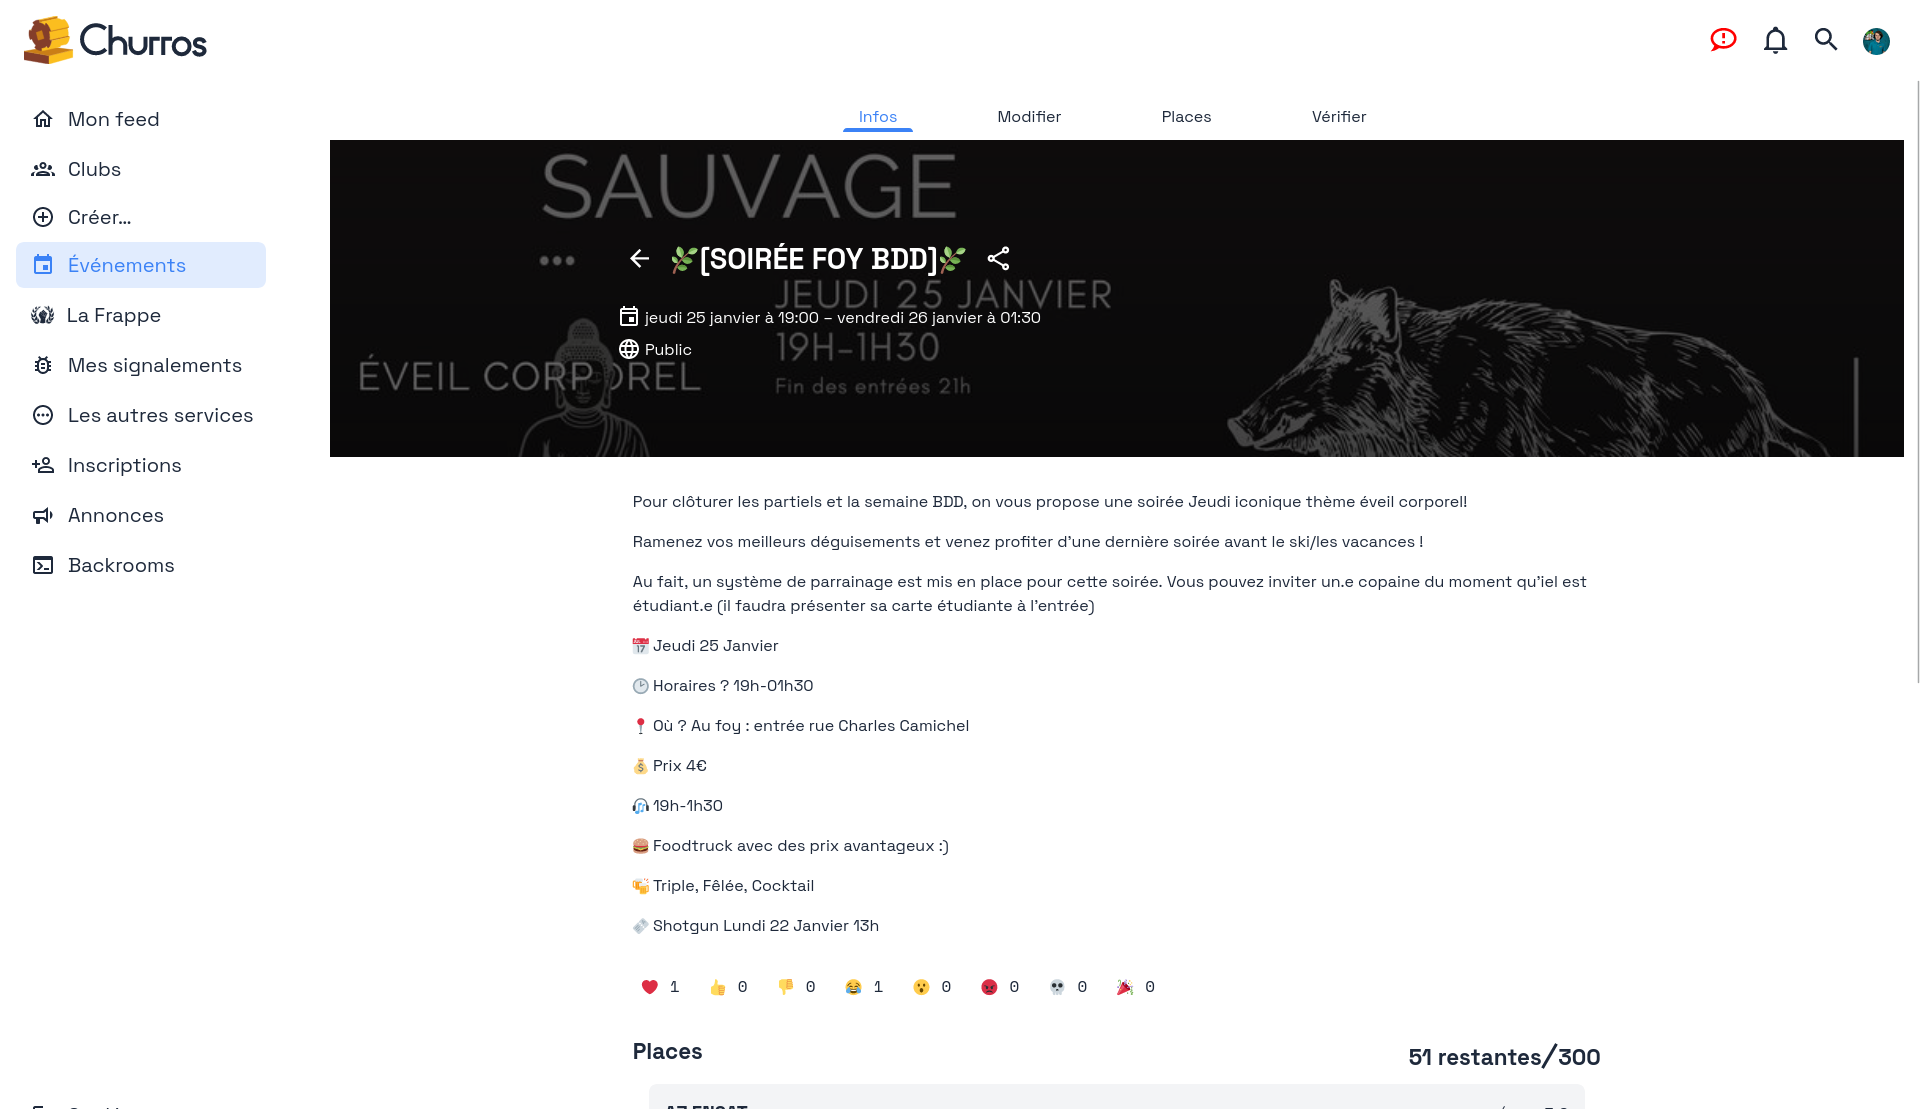 Churros
Mon feed
Clubs
Créer...
Événements
La Frappe
Mes signalements
Les autres services
Inscriptions
Annonces
Backrooms
Infos Modifier Places Vérifier
SAUVAGE
🌿[SOIRÉE FOY BDD]🌿
JEUDI 25 JANVIER
jeudi 25 janvier à 19:00 – vendredi 26 janvier à 01:30
19H-1H30
Public
ÉVEIL CORPOREL
Fin des entrées 21h
Pour clôturer les partiels et la semaine BDD, on vous propose une soirée Jeudi iconique thème éveil corporel!
Ramenez vos meilleurs déguisements et venez profiter d'une dernière soirée avant le ski/les vacances !
Au fait, un système de parrainage est mis en place pour cette soirée. Vous pouvez inviter un.e copaine du moment qu'iel est
étudiant.e (il faudra présenter sa carte étudiante à l'entrée)
📅 Jeudi 25 Janvier
🕑 Horaires ? 19h-01h30
📍 Où ? Au foy : entrée rue Charles Camichel
💰 Prix 4€
🎧 19h-1h30
🍔 Foodtruck avec des prix avantageux :)
🍻 Triple, Fêlée, Cocktail
🎟 Shotgun Lundi 22 Janvier 13h
❤️ 1 👍 0 👎 0 😂 1 😮 0 😡 0 💀 0 🎉 0
Places
51 restantes/300